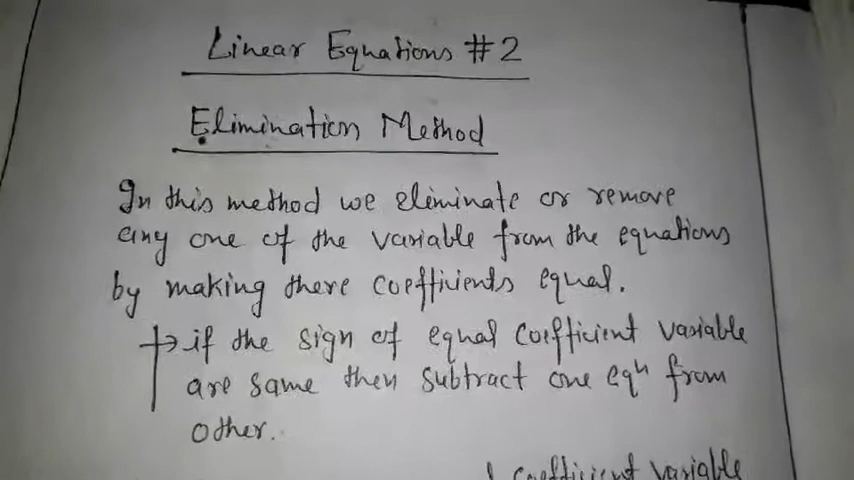 Linear Equations #2
Elimination Method
In this method we eliminate or remove
any one of the variable from the equations
by making there coefficients equal.
→ if the sign of equal coefficient variable
are same then subtract one eqn from
other.
coefficient variable